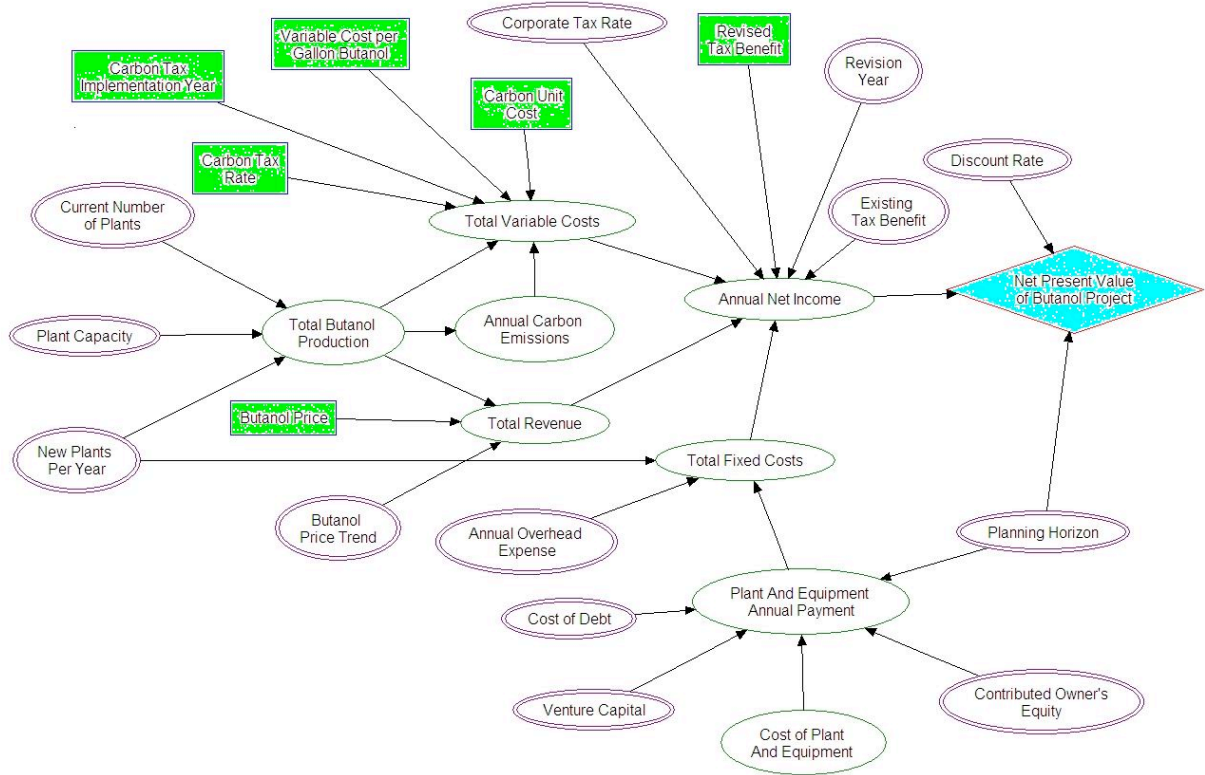 Corporate Tax Rate
Revised
Tax Benefit
Variable Cost per
Gallon Butanol
Carbon Tax
Implementation Year
Revision
Year
Carbon Unit
Cost
Carbon Tax
Rate
Discount Rate
Current Number
of Plants
Total Variable Costs
Existing
Tax Benefit
Net Present Value
of Butanol Project
Annual Net Income
Total Butanol
Production
Annual Carbon
Emissions
Plant Capacity
Butanol Price
Total Revenue
New Plants
Per Year
Total Fixed Costs
Butanol
Price Trend
Annual Overhead
Expense
Planning Horizon
Plant And Equipment
Annual Payment
Cost of Debt
Venture Capital
Contributed Owner's
Equity
Cost of Plant
And Equipment